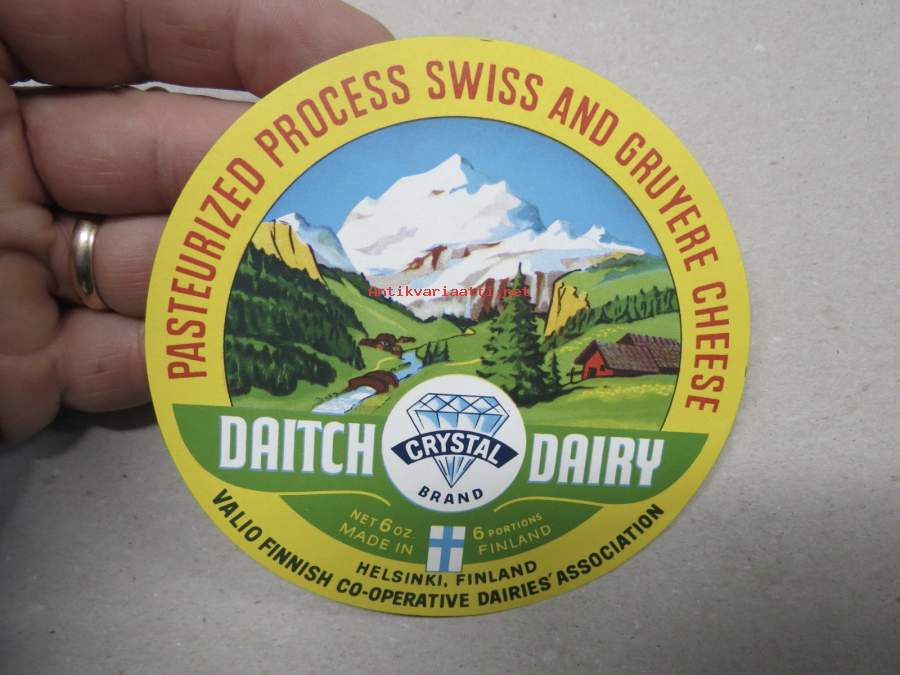 PASTEURIZED PROCESS SWISS AND GRUYERE CHEESE
antikvariaatti.net
DAITCH DAIRY
CRYSTAL
BRAND
NET 6 OZ. 6 PORTIONS
MADE IN FINLAND
HELSINKI, FINLAND
VALIO FINNISH CO-OPERATIVE DAIRIES' ASSOCIATION